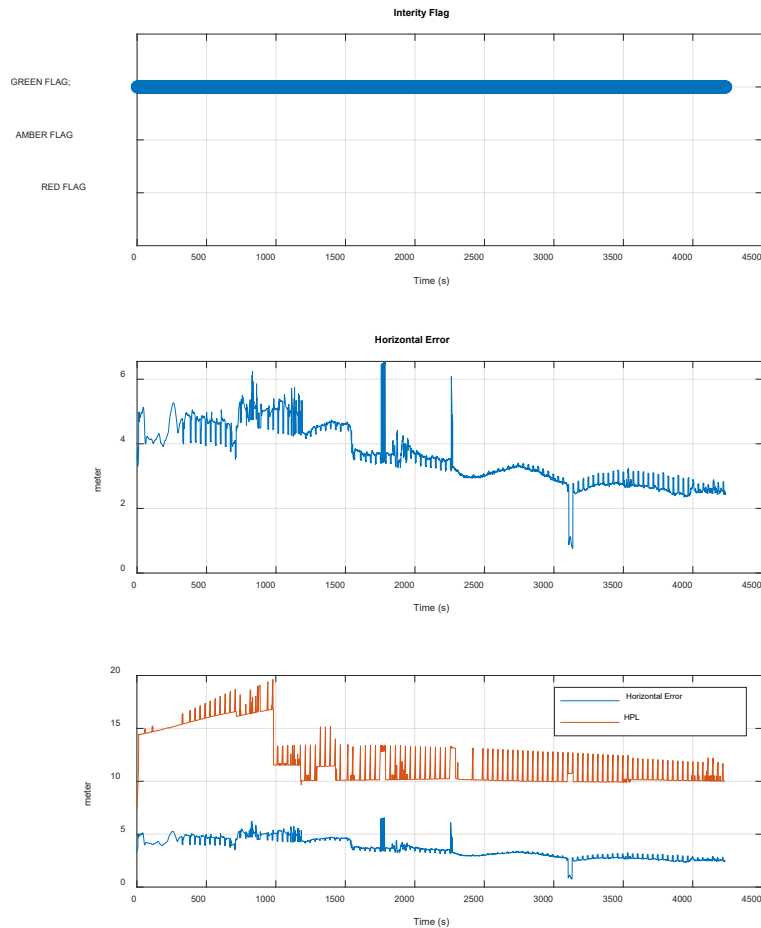 Interity Flag
GREEN FLAG;
AMBER FLAG
RED FLAG
0 500 1000 1500 2000 2500 3000 3500 4000 4500
Time (s)
Horizontal Error
6
4
2
0
meter
0 500 1000 1500 2000 2500 3000 3500 4000 4500
Time (s)
20
15
10
5
0
meter
Horizontal Error
HPL
0 500 1000 1500 2000 2500 3000 3500 4000 4500
Time (s)